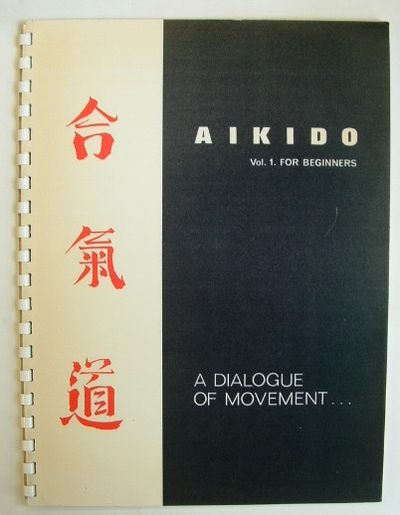 合氣道
AIKIDO
Vol. 1. FOR BEGINNERS
A DIALOGUE
OF MOVEMENT...